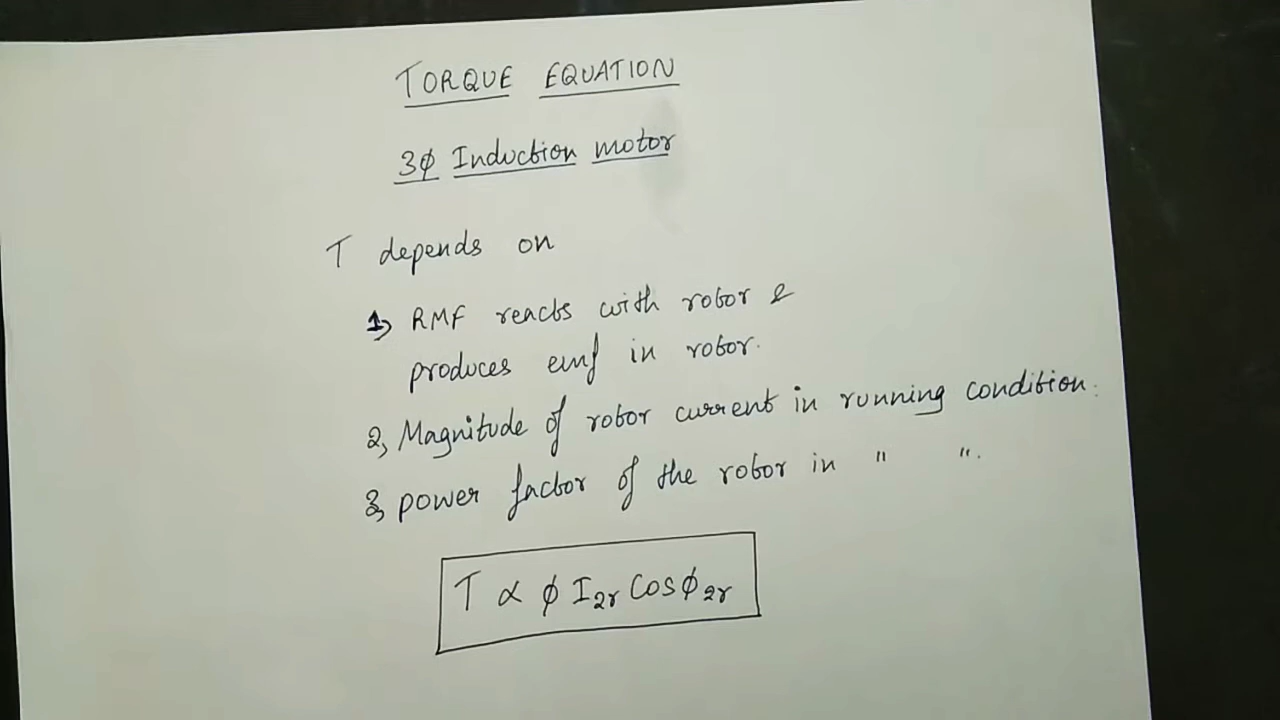 TORQUE EQUATION
3ϕ Induction motor
T depends on
1) RMF reacts with rotor &
produces emf in rotor.
2) Magnitude of rotor current in running condition.
3) power factor of the rotor in " ".
T ∝ ϕ I₂ᵣ Cosϕ₂ᵣ